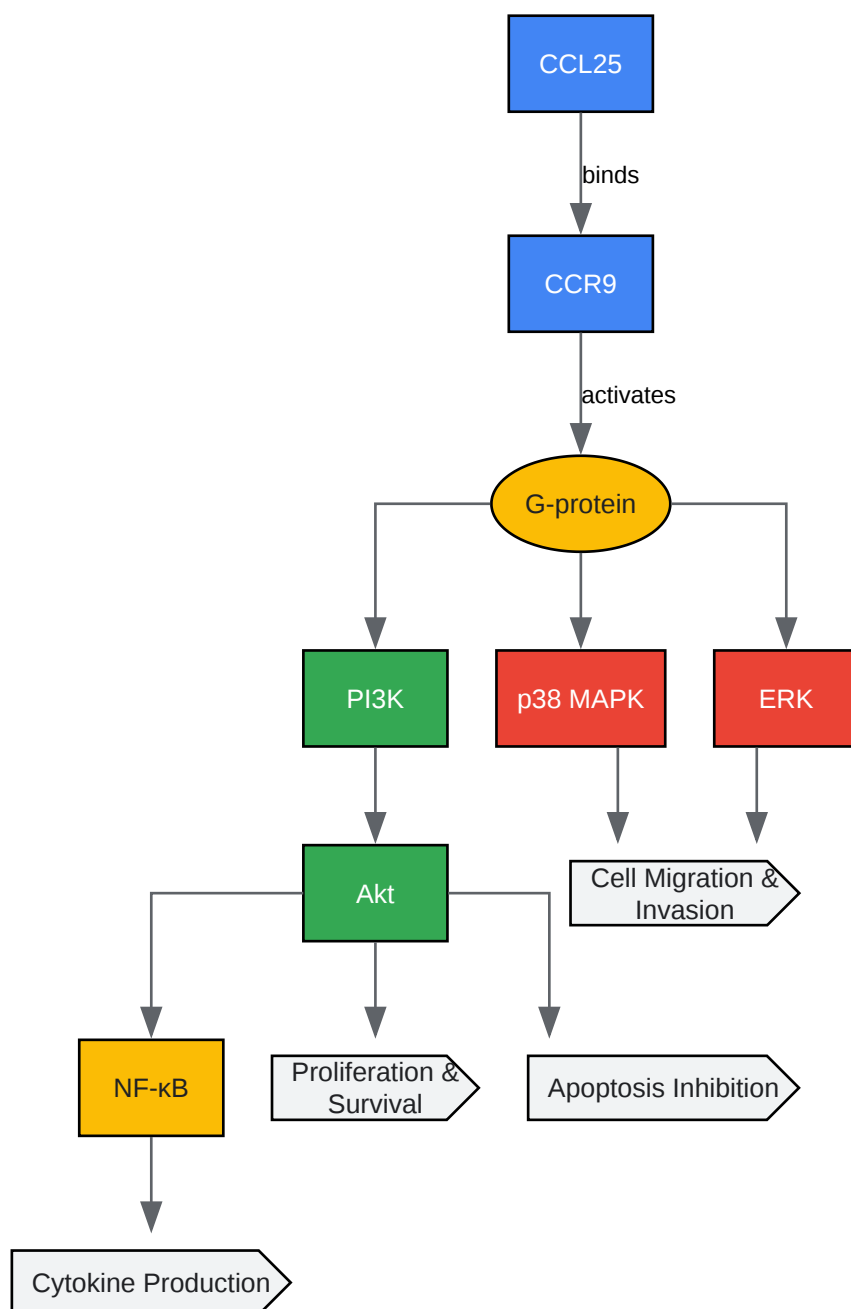 CCL25
binds
CCR9
activates
G-protein
PI3K
p38 MAPK
ERK
Akt
Cell Migration &
Invasion
NF-κB
Proliferation &
Survival
Apoptosis Inhibition
Cytokine Production